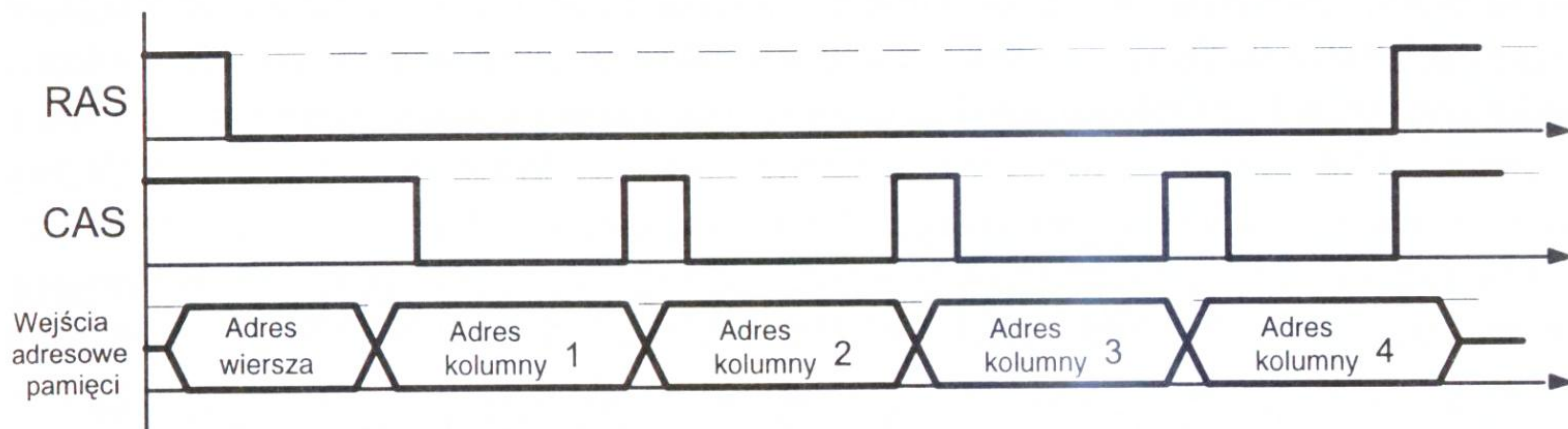 RAS
CAS
Wejścia
adresowe
pamięci
Adres
wiersza
Adres
kolumny 1
Adres
kolumny 2
Adres
kolumny 3
Adres
kolumny 4